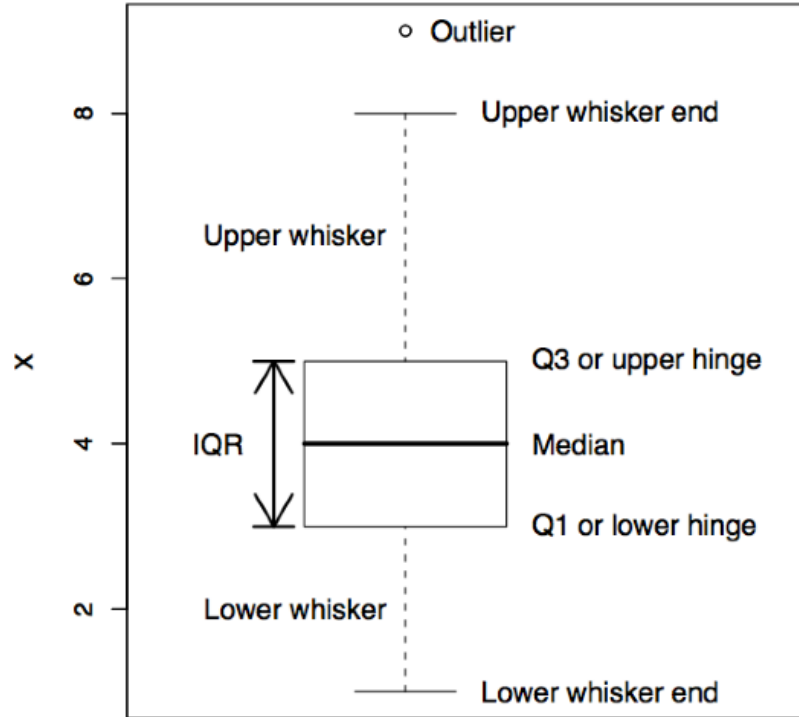 Outlier
8
Upper whisker end
Upper whisker
6
X
Q3 or upper hinge
IQR
4
Median
Q1 or lower hinge
2
Lower whisker
Lower whisker end